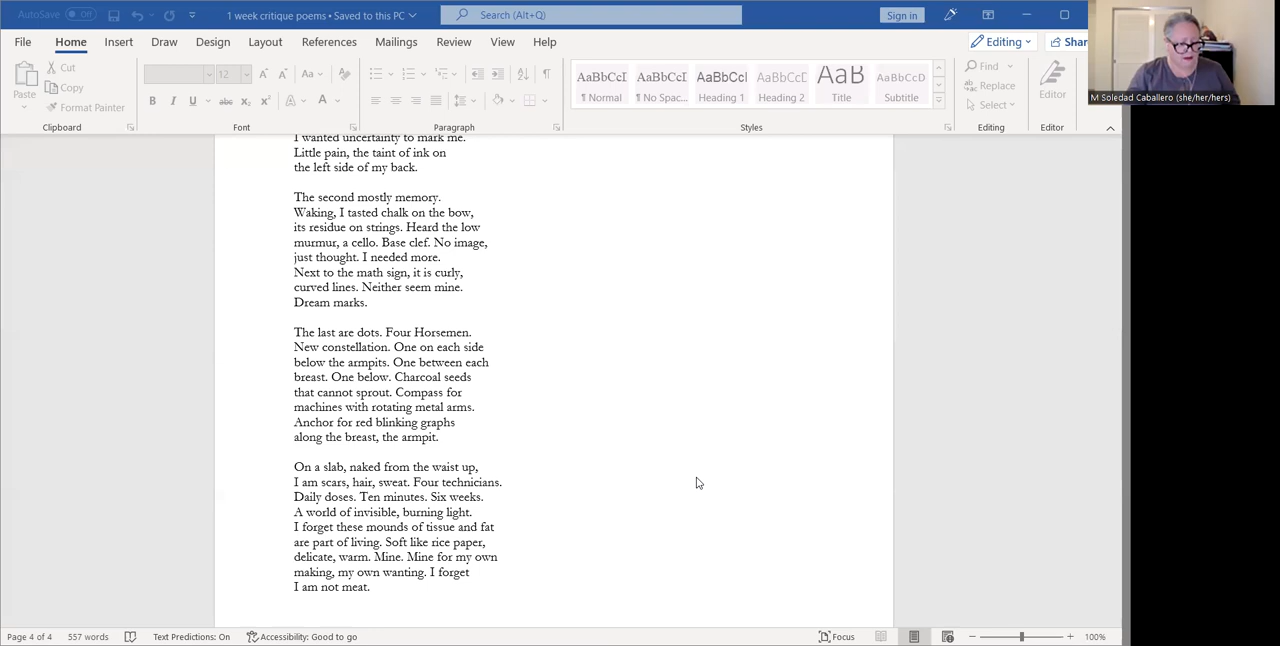 AutoSave Off 1 week critique poems • Saved to this PC Search (Alt+Q) Sign in
File Home Insert Draw Design Layout References Mailings Review View Help Editing Shar
Paste Cut Copy Format Painter
Clipboard
12 Aa
B I U abc x₂ x² A A
Font
Paragraph
AaBbCcI AaBbCcI AaBbCcI AaBbCcD AaB AaBbCcD
¶ Normal ¶ No Spac... Heading 1 Heading 2 Title Subtitle
Styles
Find Replace Select
Editing
Editor
Editor
M Soledad Caballero (she/her/hers)
I wanted uncertainty to mark me.
Little pain, the taint of ink on
the left side of my back.
The second mostly memory.
Waking, I tasted chalk on the bow,
its residue on strings. Heard the low
murmur, a cello. Base clef. No image,
just thought. I needed more.
Next to the math sign, it is curly,
curved lines. Neither seem mine.
Dream marks.
The last are dots. Four Horsemen.
New constellation. One on each side
below the armpits. One between each
breast. One below. Charcoal seeds
that cannot sprout. Compass for
machines with rotating metal arms.
Anchor for red blinking graphs
along the breast, the armpit.
On a slab, naked from the waist up,
I am scars, hair, sweat. Four technicians.
Daily doses. Ten minutes. Six weeks.
A world of invisible, burning light.
I forget these mounds of tissue and fat
are part of living. Soft like rice paper,
delicate, warm. Mine. Mine for my own
making, my own wanting. I forget
I am not meat.
Page 4 of 4 557 words Text Predictions: On Accessibility: Good to go Focus 100%